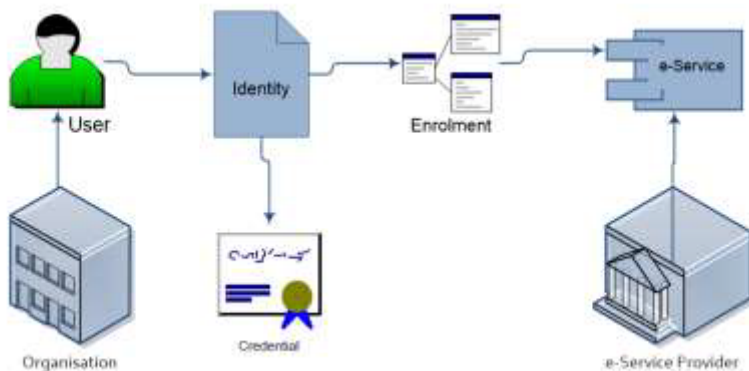 Identity
e-Service
User
Enrolment
Credential
Organisation
e-Service Provider